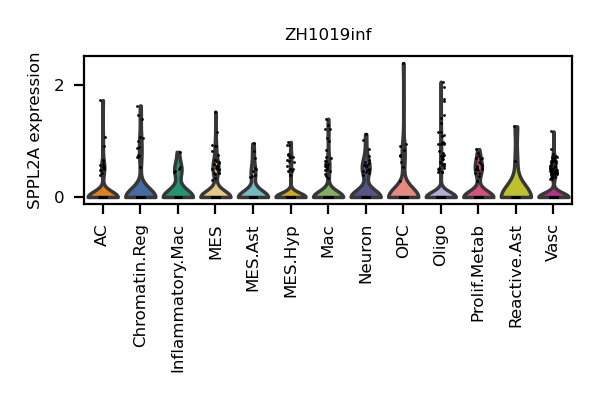 ZH1019inf
SPPL2A expression
2
0
AC
Chromatin.Reg
Inflammatory.Mac
MES
MES.Ast
MES.Hyp
Mac
Neuron
OPC
Oligo
Prolif.Metab
Reactive.Ast
Vasc